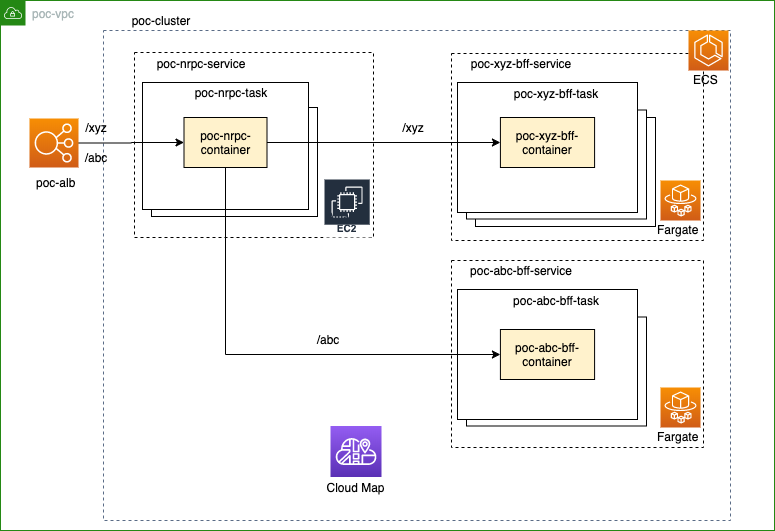 poc-vpc
poc-cluster
poc-nrpc-service
poc-xyz-bff-service
ECS
poc-nrpc-task
poc-xyz-bff-task
/xyz
/abc
poc-alb
poc-nrpc-
container
/xyz
poc-xyz-bff-
container
EC2
Fargate
poc-abc-bff-service
poc-abc-bff-task
/abc
poc-abc-bff-
container
Fargate
Cloud Map